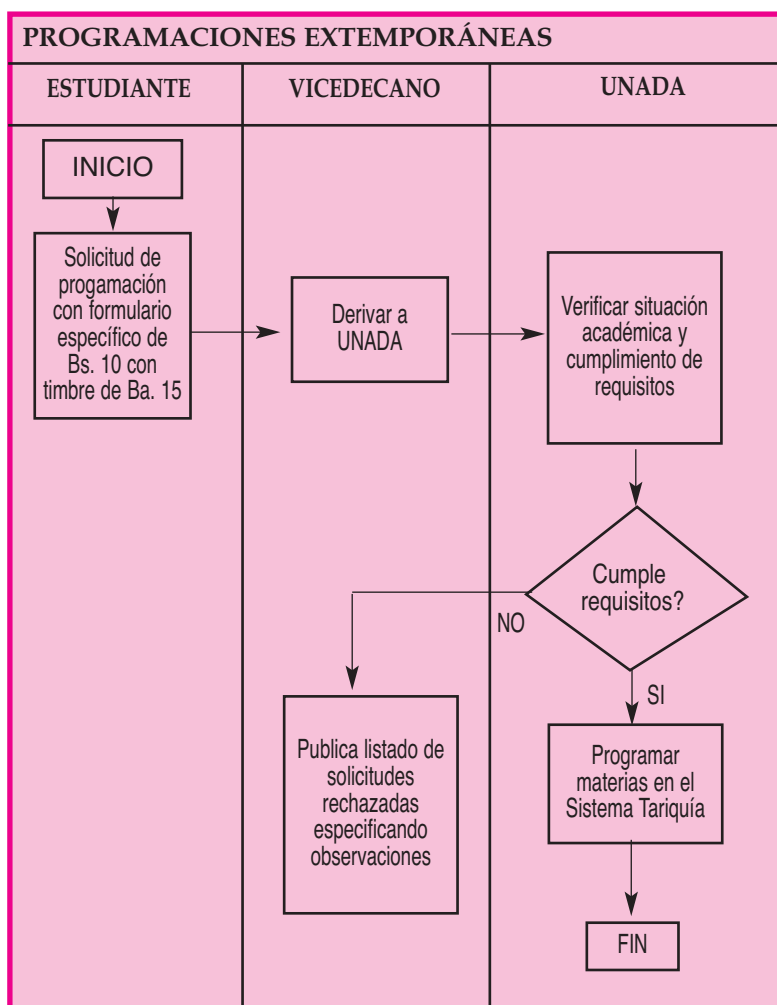 PROGRAMACIONES EXTEMPORÁNEAS
ESTUDIANTE
VICEDECANO
UNADA
INICIO
Solicitud de
progamación
con formulario
específico de
Bs. 10 con
timbre de Ba. 15
Derivar a
UNADA
Verificar situación
académica y
cumplimiento de
requisitos
Cumple
requisitos?
NO
SI
Publica listado de
solicitudes
rechazadas
especificando
observaciones
Programar
materias en el
Sistema Tariquía
FIN